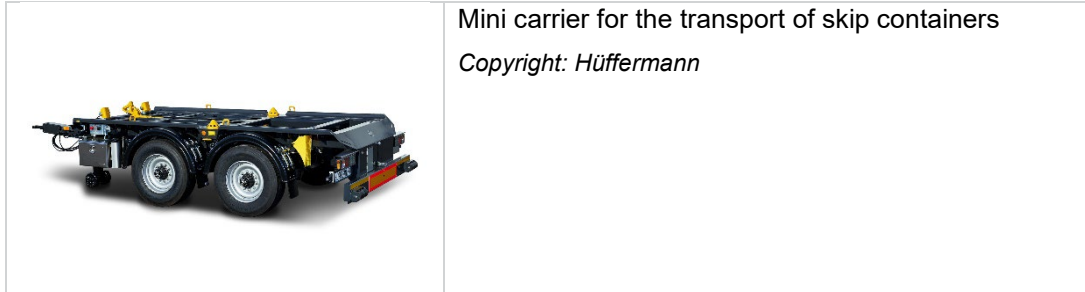 Mini carrier for the transport of skip containers
Copyright: Hüffermann